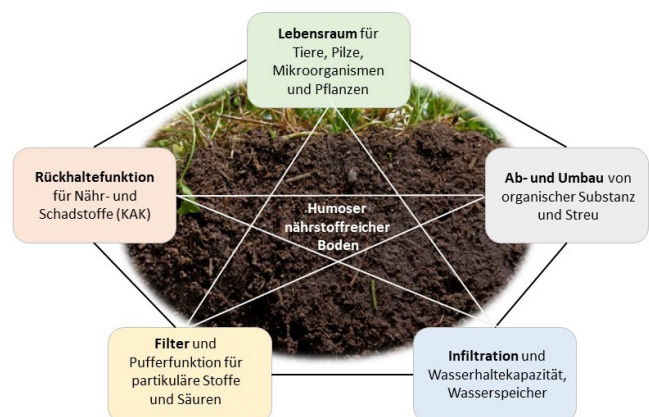 Lebensraum für
Tiere, Pilze,
Mikroorganismen
und Pflanzen
Rückhaltefunktion
für Nähr- und
Schadstoffe (KAK)
Ab- und Umbau von
organischer Substanz
und Streu
Humoser
nährstoffreicher
Boden
Filter und
Pufferfunktion für
partikuläre Stoffe
und Säuren
Infiltration und
Wasserhaltekapazität,
Wasserspeicher